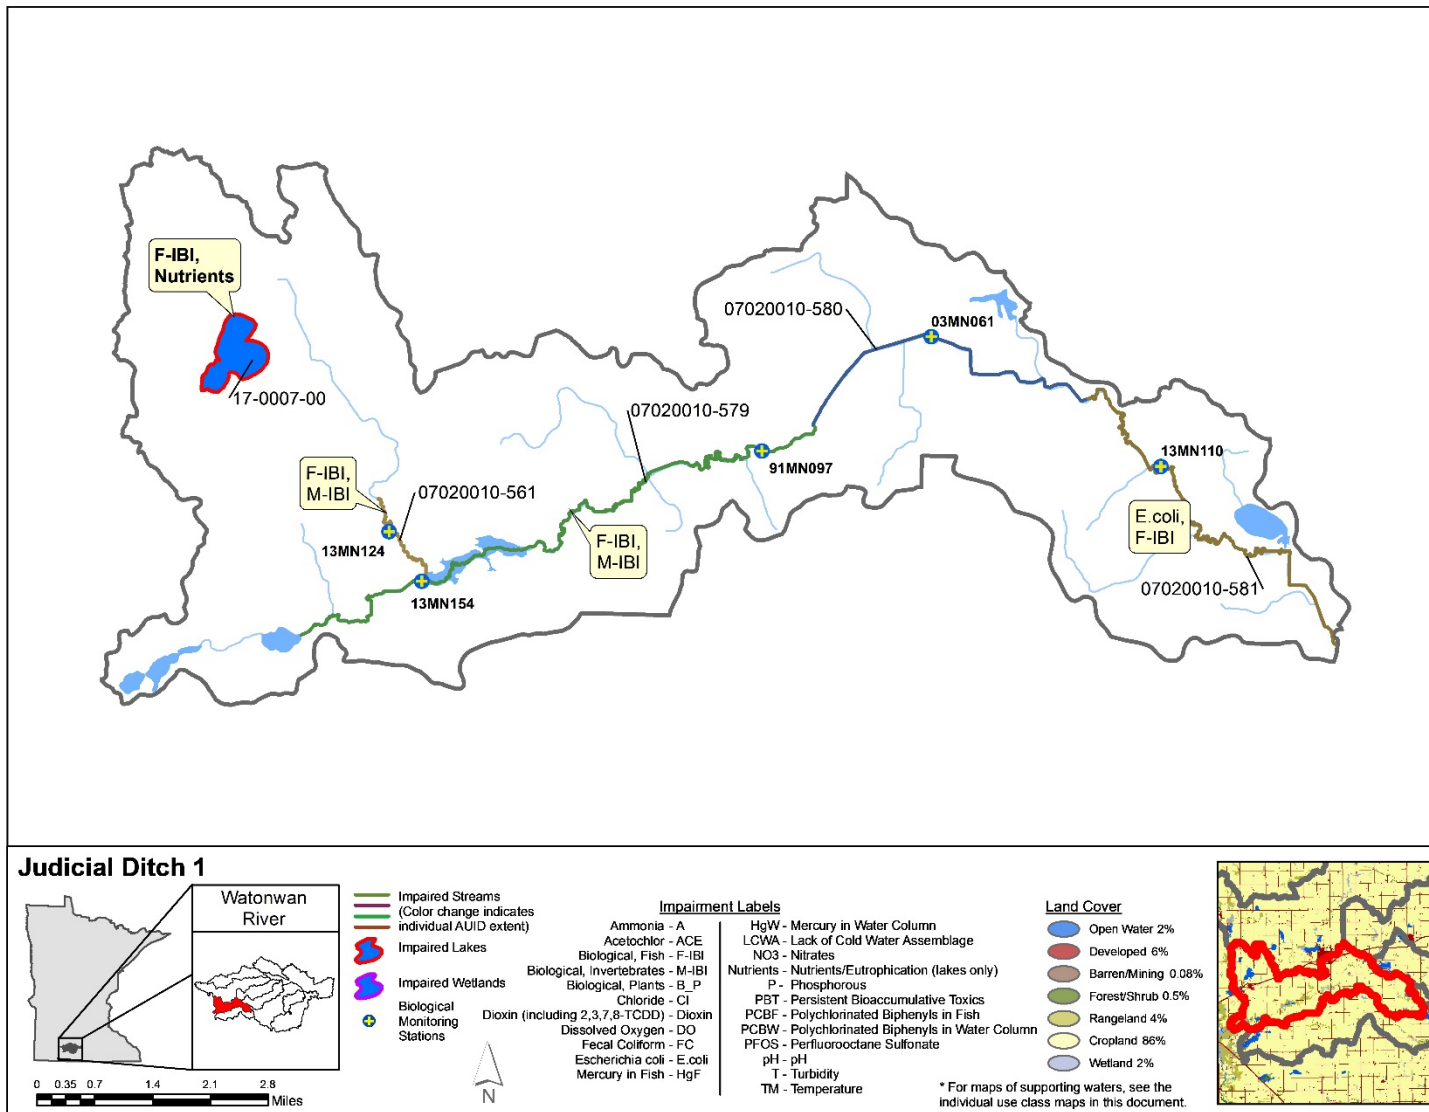 F-IBI,
Nutrients
17-0007-00
07020010-580
03MN061
07020010-579
91MN097
13MN110
F-IBI,
M-IBI
07020010-561
13MN124
13MN154
F-IBI,
M-IBI
E.coli,
F-IBI
07020010-581
Judicial Ditch 1
Watonwan
River
0 0.35 0.7 1.4 2.1 2.8
Miles
Impaired Streams
(Color change indicates
individual AUID extent)
Impaired Lakes
Impaired Wetlands
Biological
Monitoring
Stations
N
Impairment Labels
Ammonia - A
Acetochlor - ACE
Biological, Fish - F-IBI
Biological, Invertebrates - M-IBI
Biological, Plants - B_P
Chloride - Cl
Dioxin (including 2,3,7,8-TCDD) - Dioxin
Dissolved Oxygen - DO
Fecal Coliform - FC
Escherichia coli - E.coli
Mercury in Fish - HgF
HgW - Mercury in Water Column
LCWA - Lack of Cold Water Assemblage
NO3 - Nitrates
Nutrients - Nutrients/Eutrophication (lakes only)
P - Phosphorous
PBT - Persistent Bioaccumulative Toxics
PCBF - Polychlorinated Biphenyls in Fish
PCBW - Polychlorinated Biphenyls in Water Column
PFOS - Perfluorooctane Sulfonate
pH - pH
T - Turbidity
TM - Temperature
Land Cover
Open Water 2%
Developed 6%
Barren/Mining 0.08%
Forest/Shrub 0.5%
Rangeland 4%
Cropland 86%
Wetland 2%
* For maps of supporting waters, see the
individual use class maps in this document.